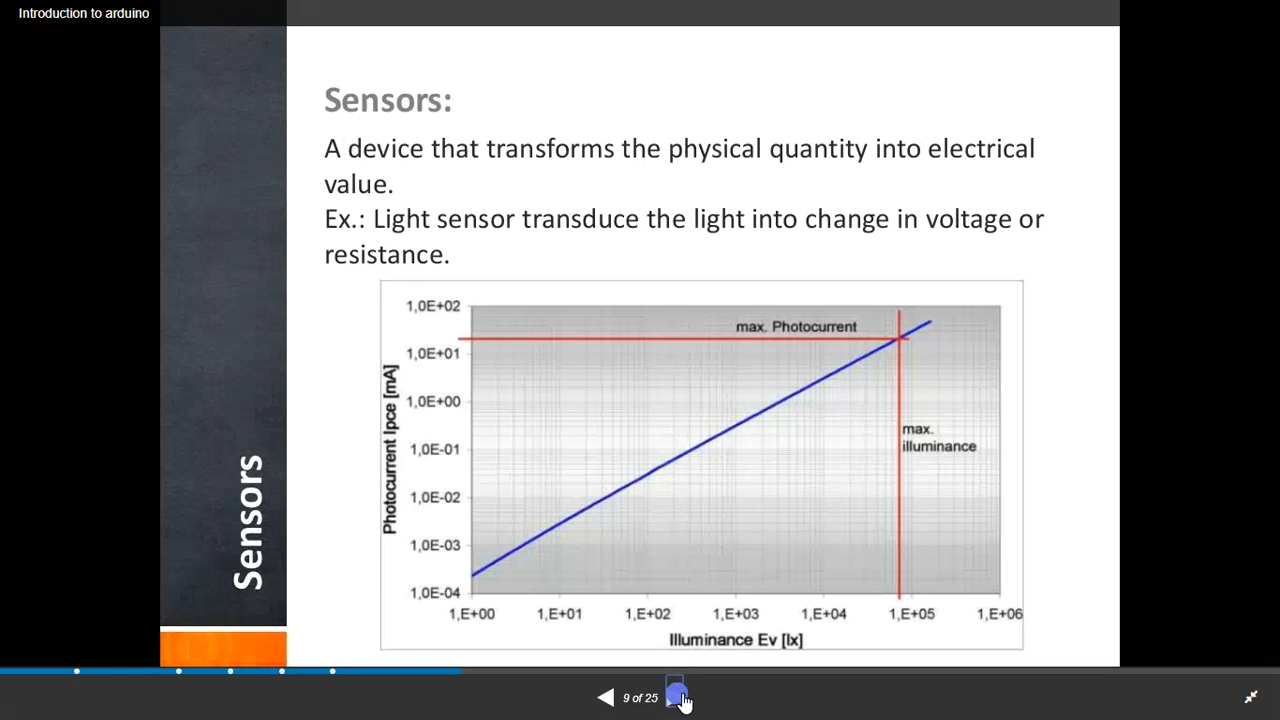 Introduction to arduino
Sensors:
A device that transforms the physical quantity into electrical
value.
Ex.: Light sensor transduce the light into change in voltage or
resistance.
Sensors
Photocurrent Ipce [mA]
1,0E+02
1,0E+01
1,0E+00
1,0E-01
1,0E-02
1,0E-03
1,0E-04
max. Photocurrent
max.
illuminance
1,E+00 1,E+01 1,E+02 1,E+03 1,E+04 1,E+05 1,E+06
Illuminance Ev [lx]
9 of 25